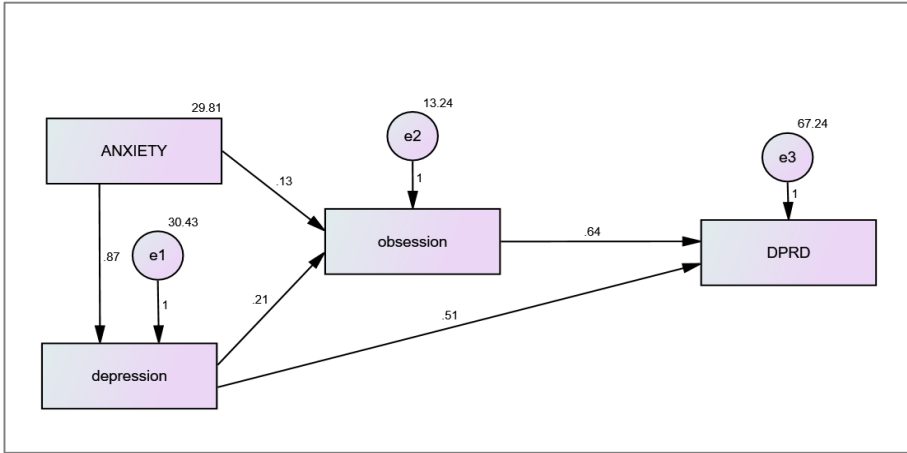 29.81
ANXIETY
13.24
e2
1
67.24
e3
1
.13
30.43
e1
1
.87
obsession
.64
DPRD
.21
.51
depression